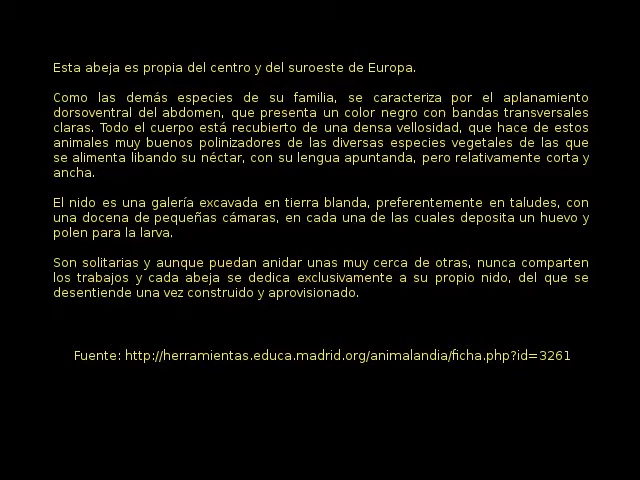 Esta abeja es propia del centro y del suroeste de Europa.
Como las demás especies de su familia, se caracteriza por el aplanamiento
dorsoventral del abdomen, que presenta un color negro con bandas transversales
claras. Todo el cuerpo está recubierto de una densa vellosidad, que hace de estos
animales muy buenos polinizadores de las diversas especies vegetales de las que
se alimenta libando su néctar, con su lengua apuntanda, pero relativamente corta y
ancha.
El nido es una galería excavada en tierra blanda, preferentemente en taludes, con
una docena de pequeñas cámaras, en cada una de las cuales deposita un huevo y
polen para la larva.
Son solitarias y aunque puedan anidar unas muy cerca de otras, nunca comparten
los trabajos y cada abeja se dedica exclusivamente a su propio nido, del que se
desentiende una vez construido y aprovisionado.
Fuente: http://herramientas.educa.madrid.org/animalandia/ficha.php?id=3261